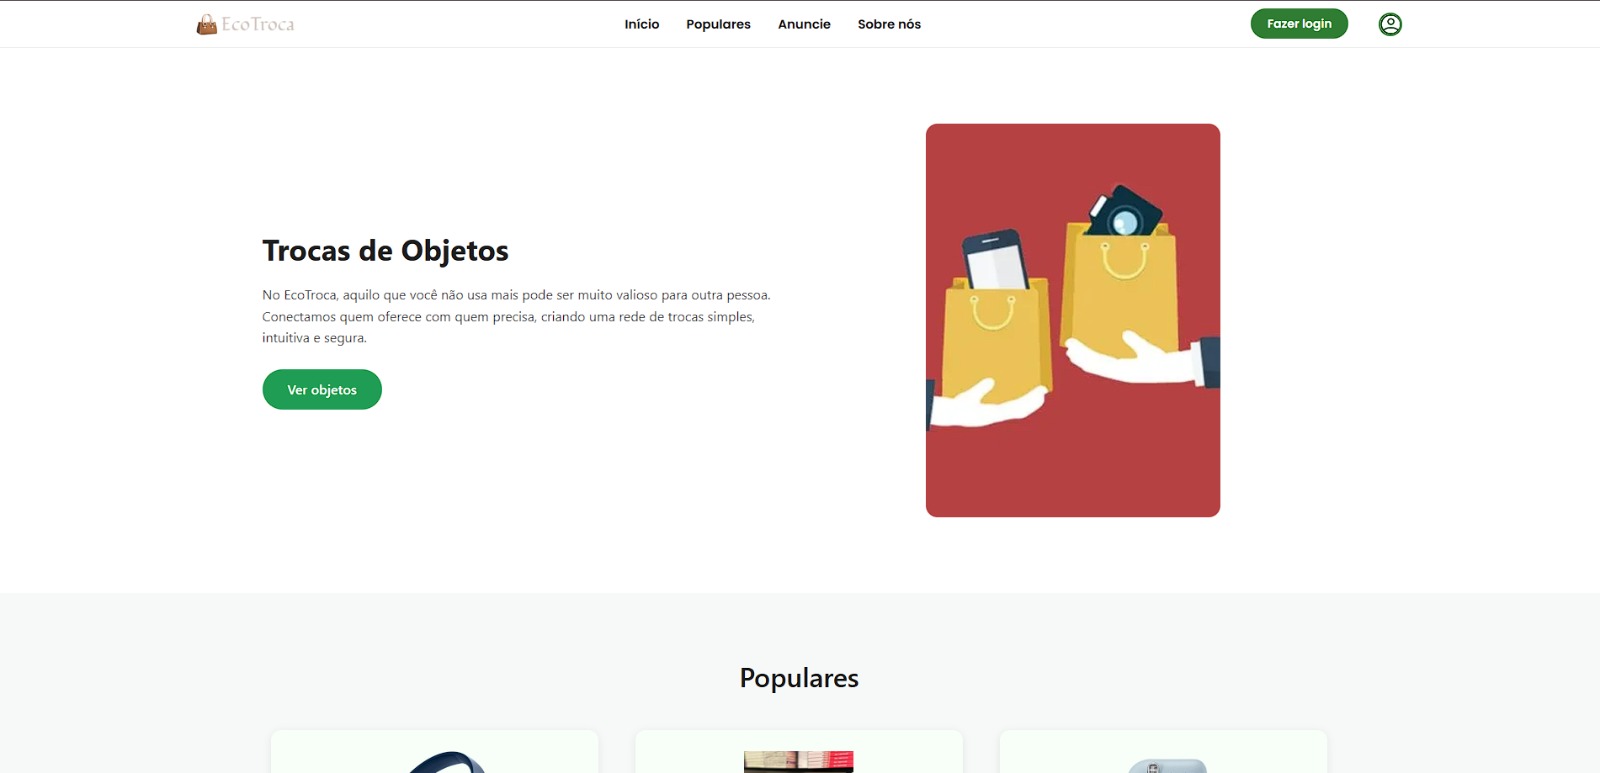 EcoTroca
Início
Populares
Anuncie
Sobre nós
Fazer login
Trocas de Objetos
No EcoTroca, aquilo que você não usa mais pode ser muito valioso para outra pessoa.
Conectamos quem oferece com quem precisa, criando uma rede de trocas simples,
intuitiva e segura.
Ver objetos
Populares